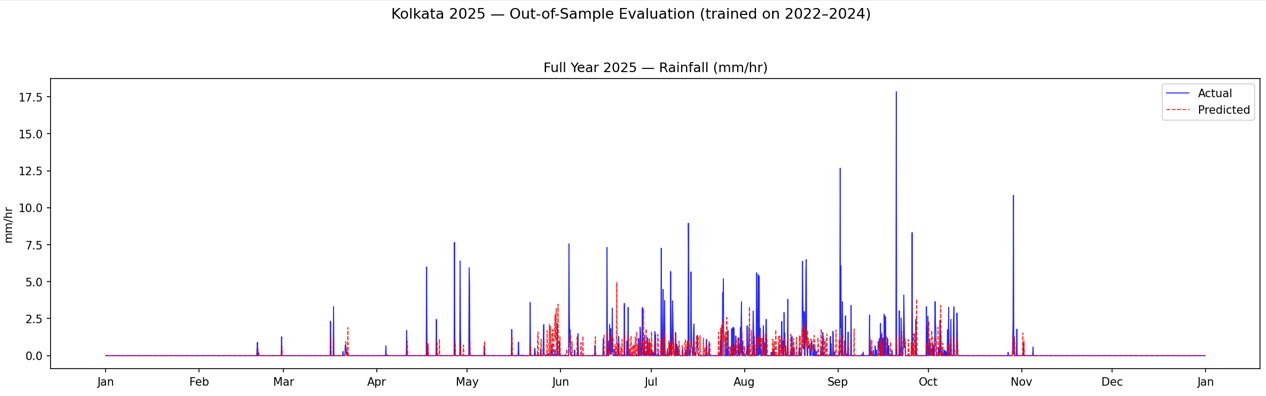 Kolkata 2025 — Out-of-Sample Evaluation (trained on 2022–2024)
Full Year 2025 — Rainfall (mm/hr)
Actual
Predicted
17.5
15.0
12.5
10.0
7.5
5.0
2.5
0.0
mm/hr
Jan Feb Mar Apr May Jun Jul Aug Sep Oct Nov Dec Jan